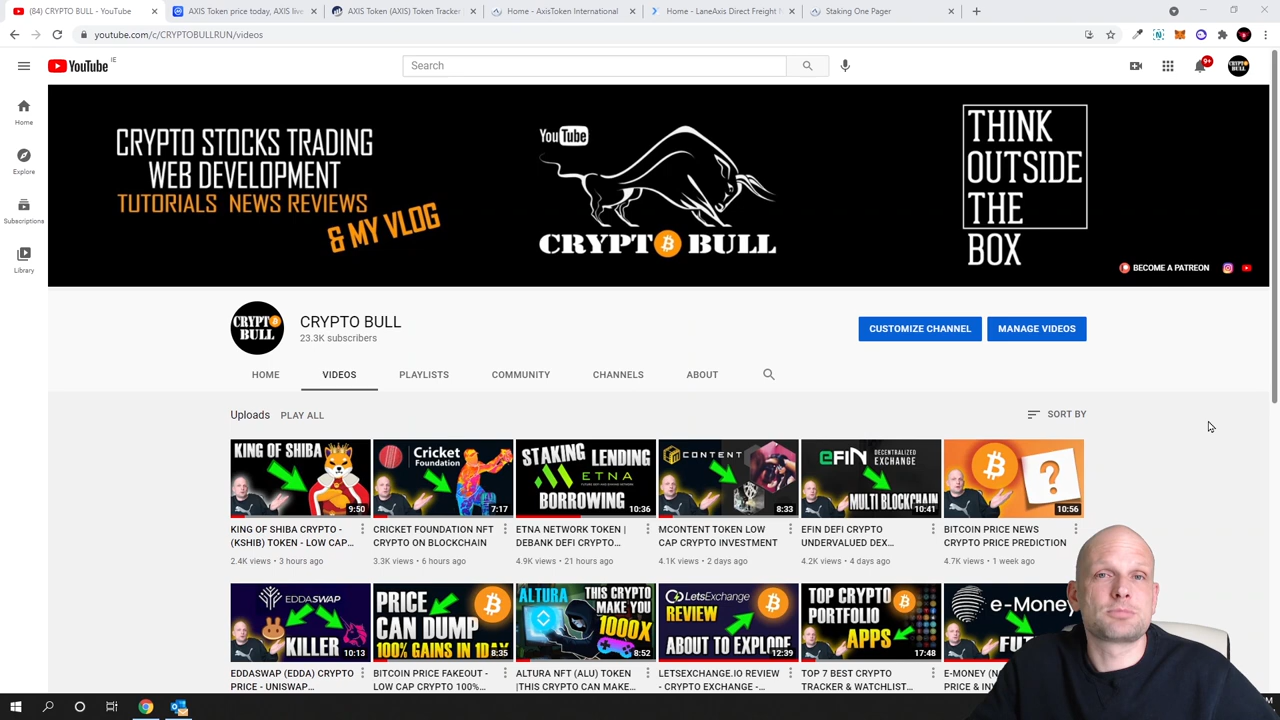 (84) CRYPTO BULL - YouTube
AXIS Token price today, AXIS live
AXIS Token (AXIS) Token Tracker
Home - AxisToken International
Home - LaneAxis Direct Freight N
Staking One Pager
youtube.com/c/CRYPTOBULLRUN/videos
YouTube IE
Search
9+
CRYPTO STOCKS TRADING
WEB DEVELOPMENT
TUTORIALS NEWS REVIEWS
& MY VLOG
YouTube
CRYPT BULL
THINK
OUTSIDE
THE
BOX
BECOME A PATREON
Home
Explore
Subscriptions
Library
CRYPTO BULL
23.3K subscribers
CUSTOMIZE CHANNEL
MANAGE VIDEOS
HOME
VIDEOS
PLAYLISTS
COMMUNITY
CHANNELS
ABOUT
Uploads PLAY ALL
SORT BY
KING OF SHIBA
9:50
KING OF SHIBA CRYPTO -
(KSHIB) TOKEN - LOW CAP...
2.4K views • 3 hours ago
Cricket
Foundation
7:17
CRICKET FOUNDATION NFT
CRYPTO ON BLOCKCHAIN
3.3K views • 6 hours ago
STAKING LENDING
ETNA
BORROWING
10:36
ETNA NETWORK TOKEN |
DEBANK DEFI CRYPTO...
4.9K views • 21 hours ago
CONTENT
8:33
MCONTENT TOKEN LOW
CAP CRYPTO INVESTMENT
4.1K views • 2 days ago
eFIN DECENTRALIZED
EXCHANGE
MULTI BLOCKCHAIN
10:41
EFIN DEFI CRYPTO
UNDERVALUED DEX...
4.2K views • 4 days ago
?
10:56
BITCOIN PRICE NEWS
CRYPTO PRICE PREDICTION
4.7K views • 1 week ago
EDDASWAP
KILLER
10:13
EDDASWAP (EDDA) CRYPTO
PRICE - UNISWAP...
PRICE
CAN DUMP
100% GAINS IN 1DAY
8:35
BITCOIN PRICE FAKEOUT -
LOW CAP CRYPTO 100%...
ALTURA THIS CRYPTO
MAKE YOU
1000X
8:52
ALTURA NFT (ALU) TOKEN
|THIS CRYPTO CAN MAKE...
LETSEXCHANGE
REVIEW
ABOUT TO EXPLODE
12:39
LETSEXCHANGE.IO REVIEW
- CRYPTO EXCHANGE -...
TOP CRYPTO
PORTFOLIO
APPS
17:48
TOP 7 BEST CRYPTO
TRACKER & WATCHLIST...
e-Money
E-MONEY
PRICE &